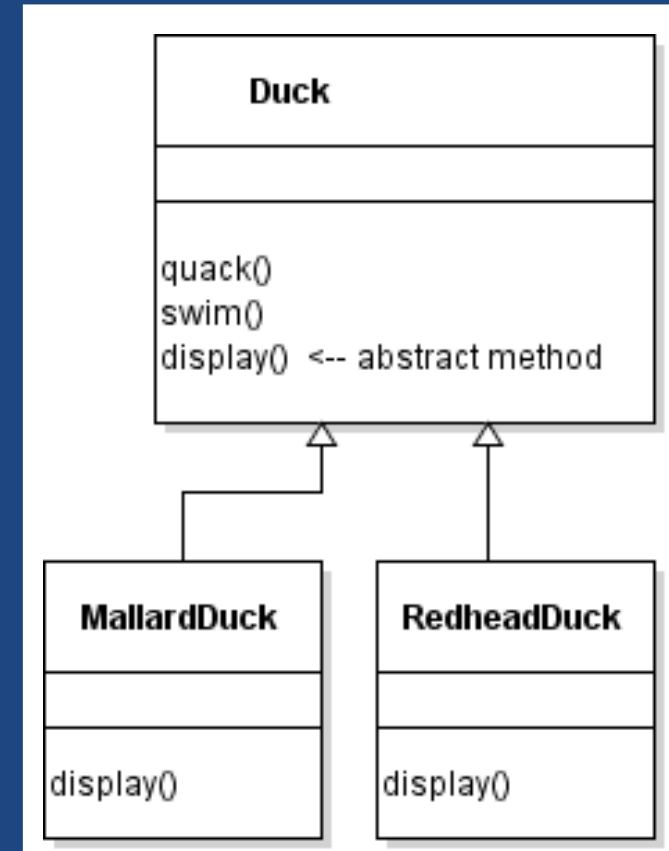 Duck
quack()
swim()
display() <-- abstract method
MallardDuck
display()
RedheadDuck
display()